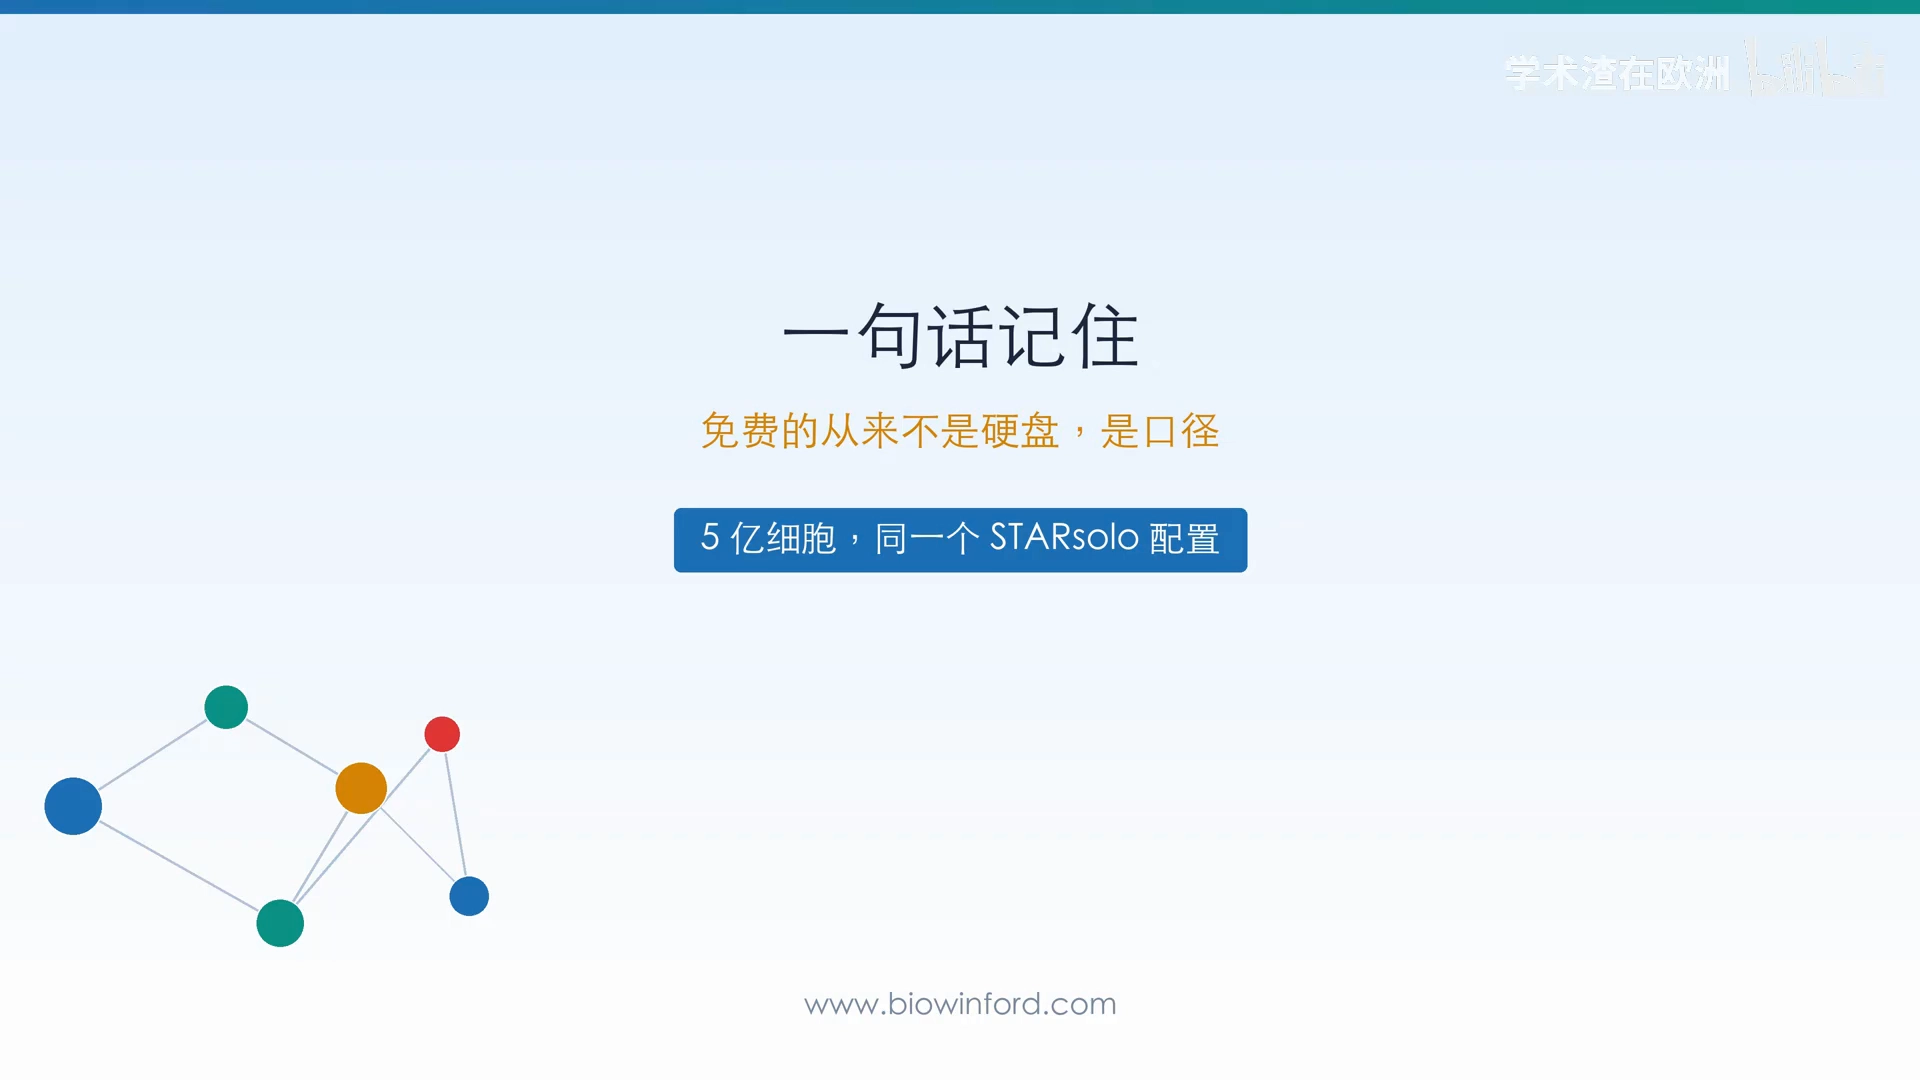 学术渣在欧洲 bilibili
一句话记住
免费的从来不是硬盘，是口径
5 亿细胞，同一个 STARsolo 配置
www.biowinford.com